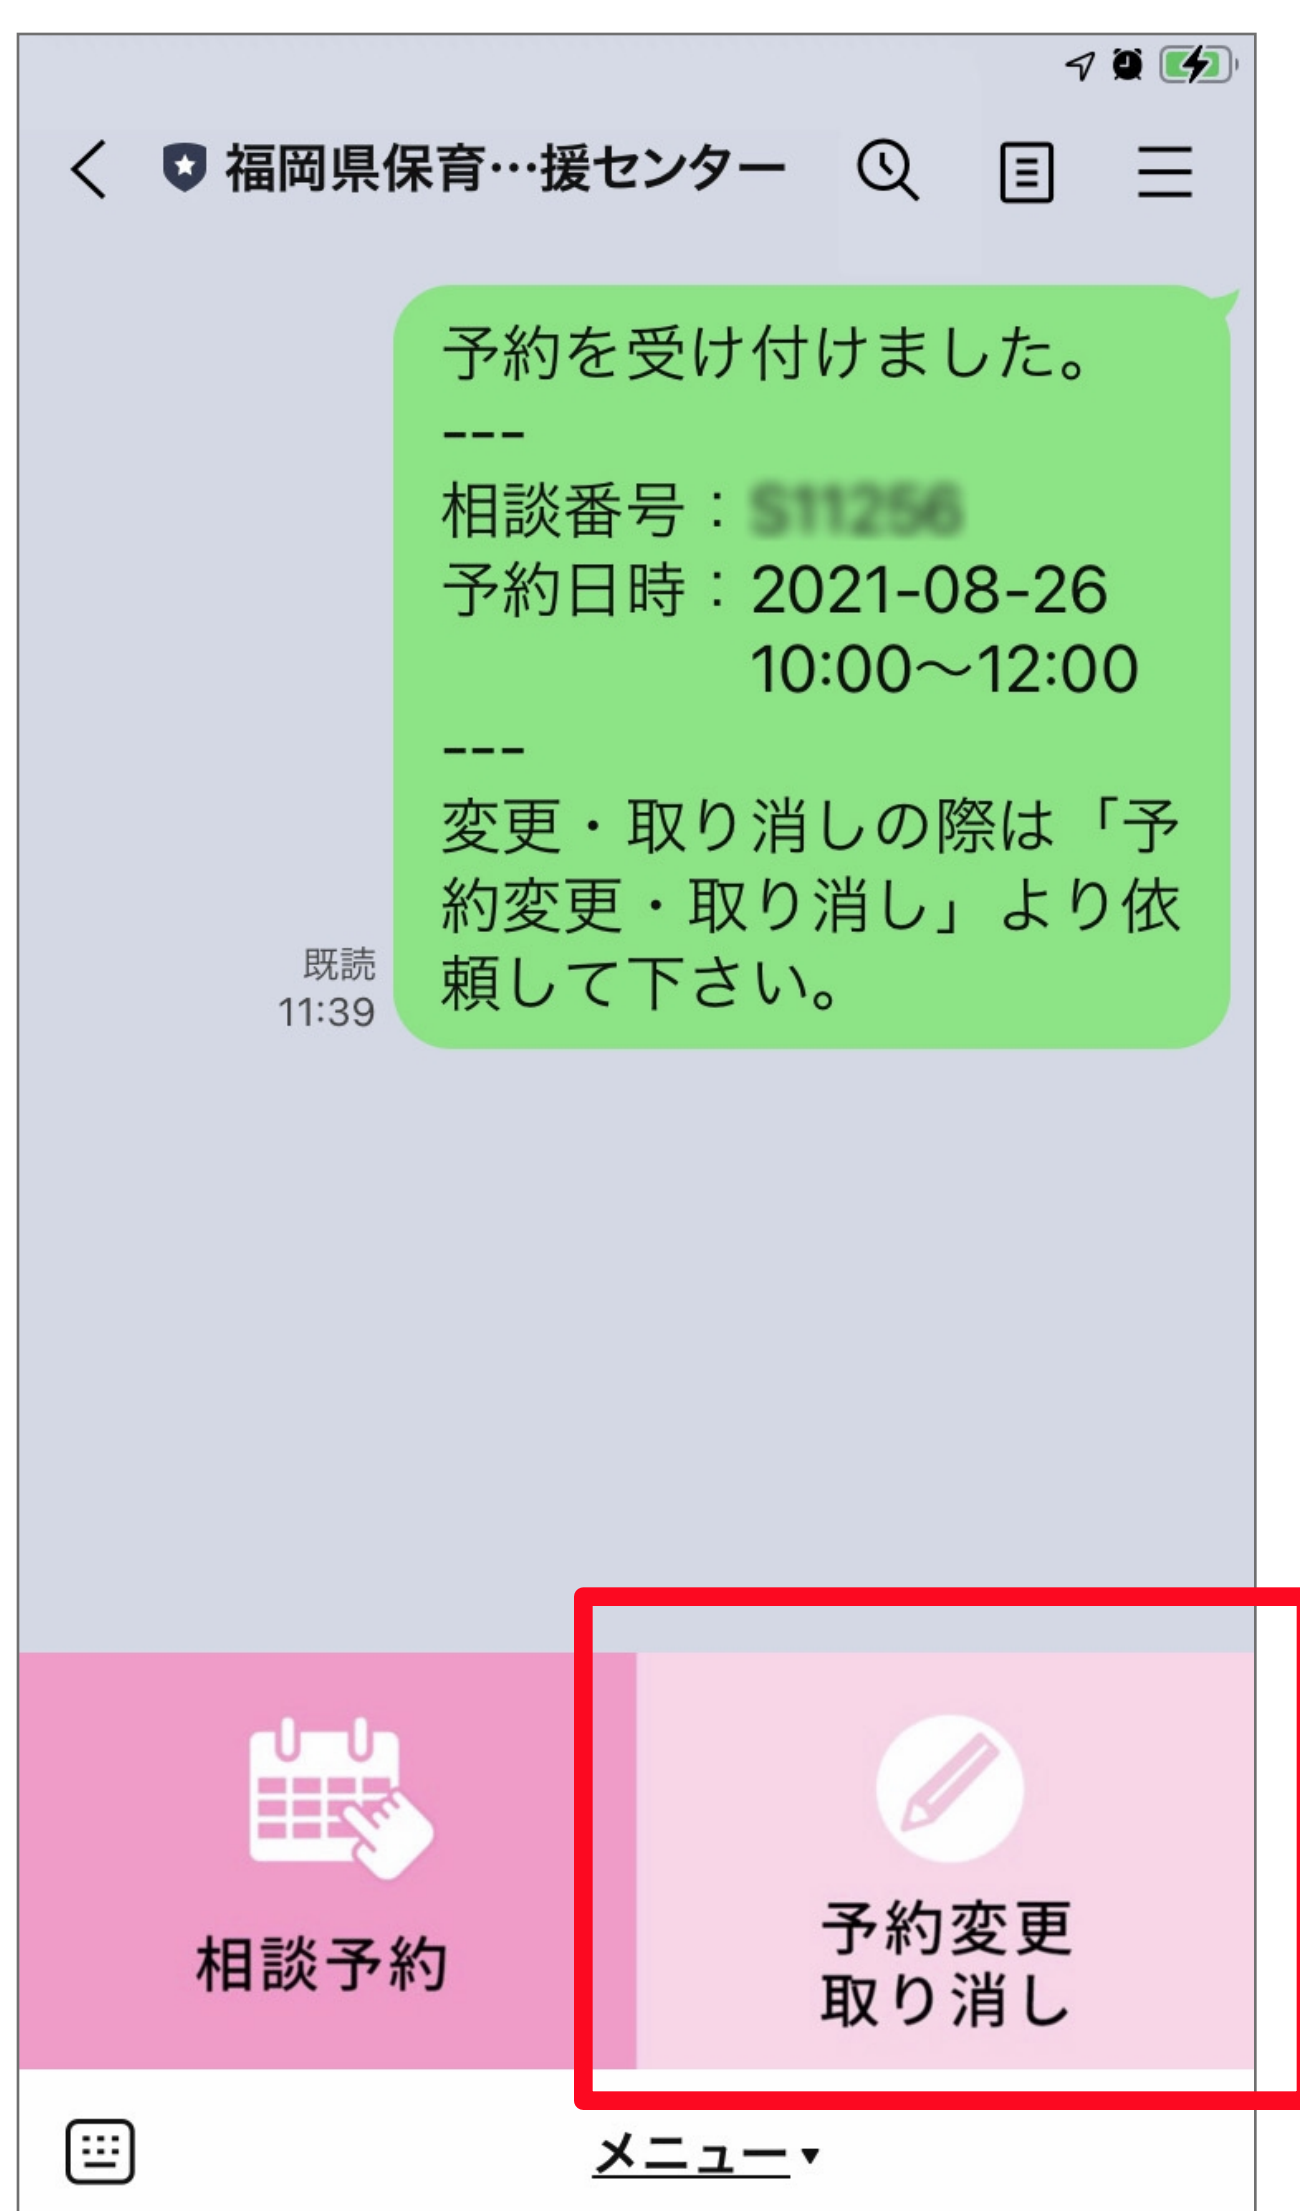 福岡県保育…援センター
予約を受け付けました。
---
相談番号：
予約日時：2021-08-26
10:00〜12:00
---
変更・取り消しの際は「予
約変更・取り消し」より依
頼して下さい。
既読
11:39
相談予約
予約変更
取り消し
メニュー▾